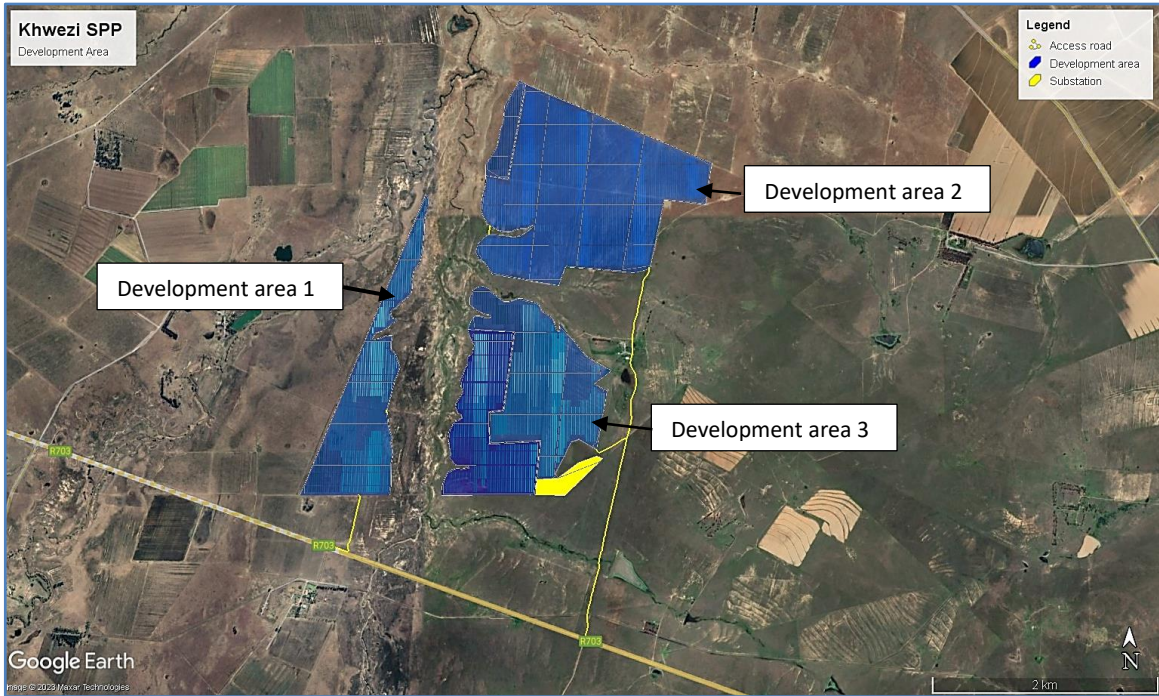 Khwezi SPP
Development Area
Legend
Access road
Development area
Substation
Development area 2
Development area 1
Development area 3
R703
R703
R703
Google Earth
Image © 2023 Maxar Technologies
N
2 km